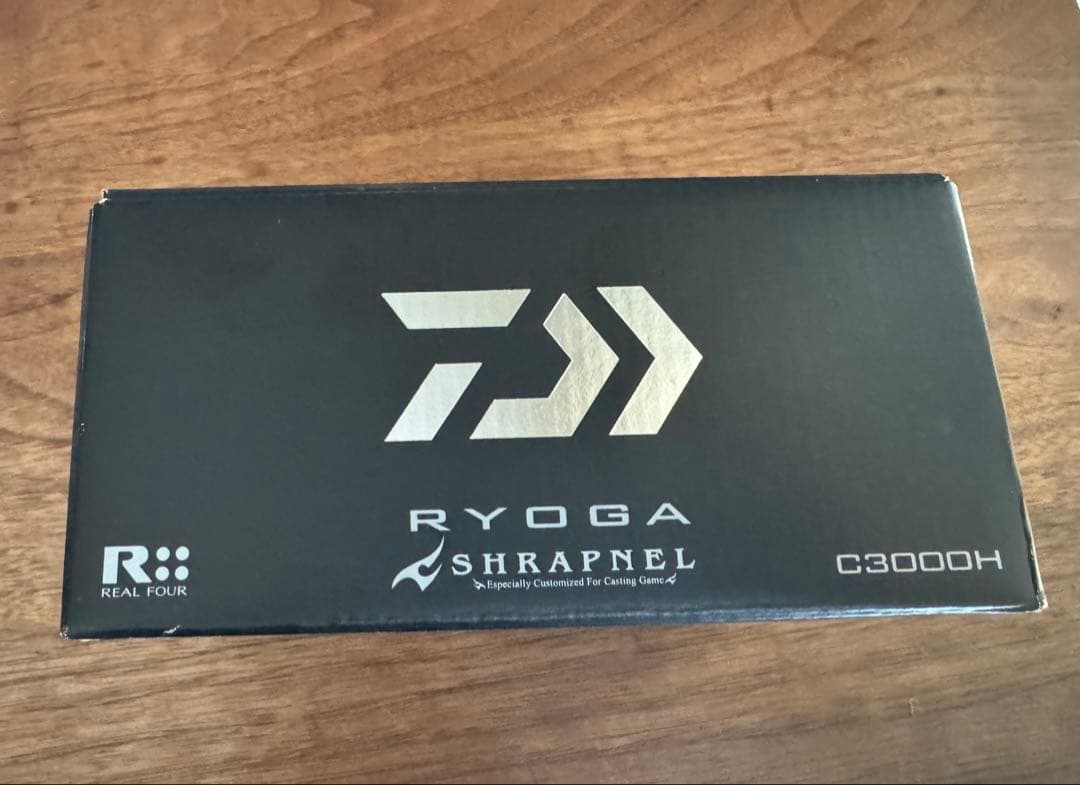 RYOGA
SHRAPNEL
Especially Customized For Casting Game
R
REAL FOUR
C3000H